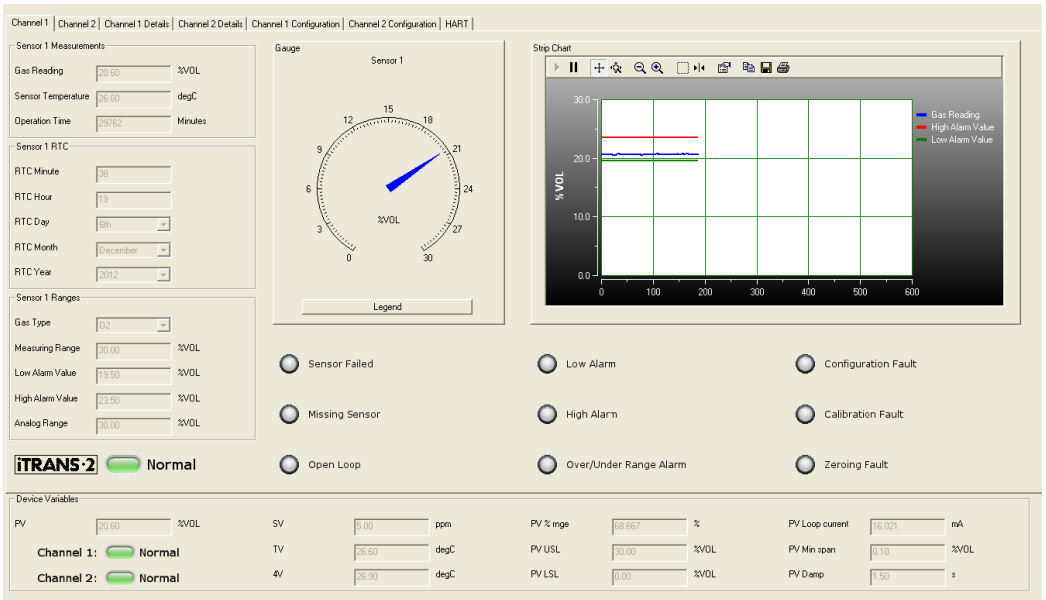 Channel 1 Channel 2 Channel 1 Details Channel 2 Details Channel 1 Configuration Channel 2 Configuration HART
Sensor 1 Measurements
Gas Reading 20.60 %VOL
Sensor Temperature 26.60 degC
Operation Time 29762 Minutes
Sensor 1 RTC
RTC Minute 38
RTC Hour 19
RTC Day 6th
RTC Month December
RTC Year 2012
Sensor 1 Ranges
Gas Type O2
Measuring Range 30.00 %VOL
Low Alarm Value 19.50 %VOL
High Alarm Value 23.50 %VOL
Analog Range 30.00 %VOL
iTRANS·2 Normal
Gauge
Sensor 1
0 3 6 9 12 15 18 21 24 27 30
%VOL
Legend
Strip Chart
% VOL
30.0
20.0
10.0
0.0
0 100 200 300 400 500 600
Gas Reading
High Alarm Value
Low Alarm Value
Sensor Failed Low Alarm Configuration Fault
Missing Sensor High Alarm Calibration Fault
Open Loop Over/Under Range Alarm Zeroing Fault
Device Variables
PV 20.60 %VOL SV 5.00 ppm PV % rnge 68.667 % PV Loop current 16.021 mA
Channel 1: Normal TV 26.60 degC PV USL 30.00 %VOL PV Min span 0.10 %VOL
Channel 2: Normal 4V 26.90 degC PV LSL 0.00 %VOL PV Damp 1.50 s